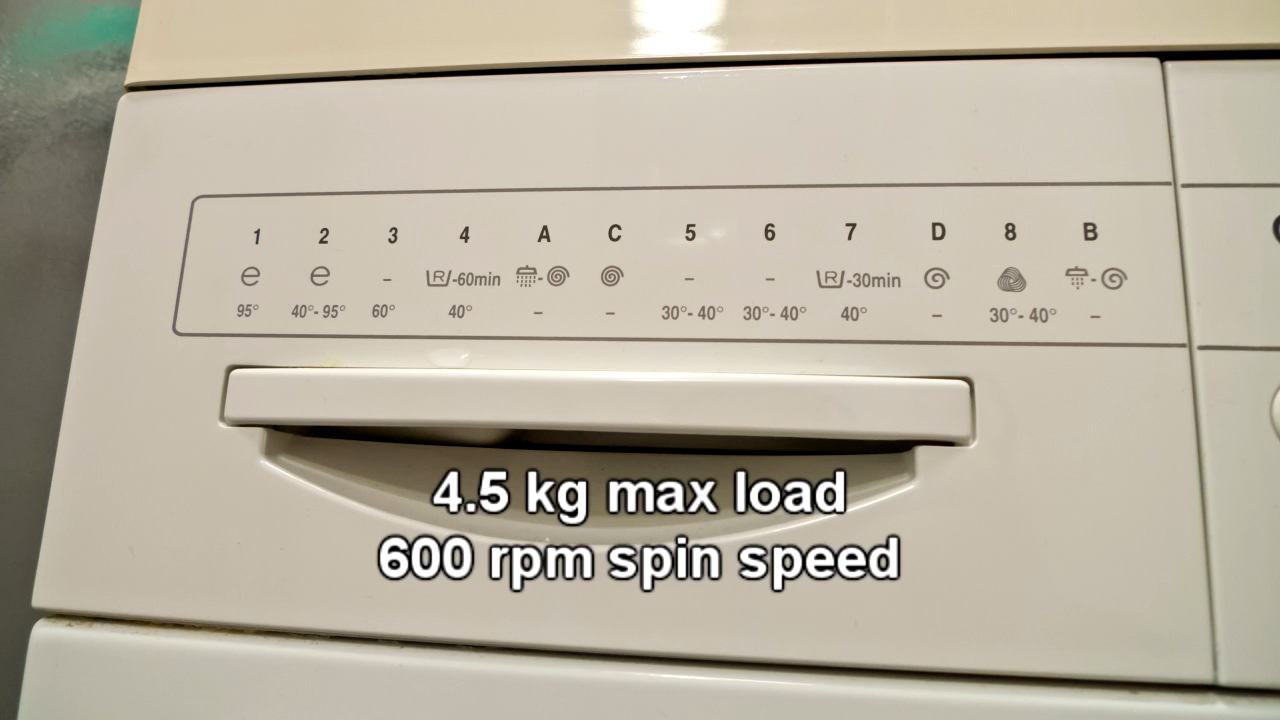 1 2 3 4 A C 5 6 7 D 8 B
e e - R -60min - - - R -30min -
95° 40°- 95° 60° 40° - - 30°- 40° 30°- 40° 40° - 30°- 40° -
4.5 kg max load
600 rpm spin speed